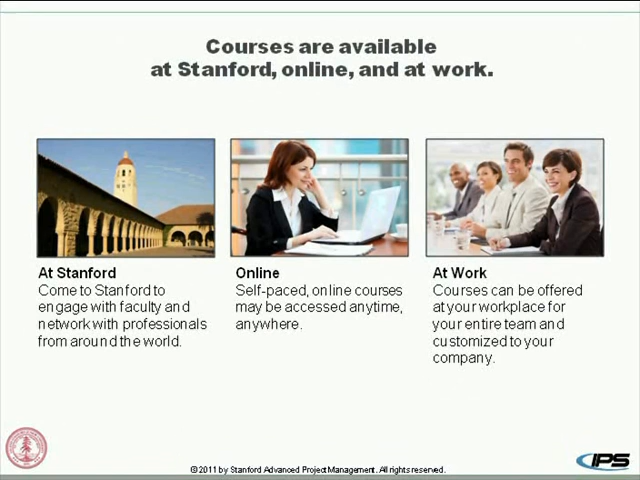 Courses are available
at Stanford, online, and at work.
At Stanford
Come to Stanford to
engage with faculty and
network with professionals
from around the world.
Online
Self-paced, online courses
may be accessed anytime,
anywhere.
At Work
Courses can be offered
at your workplace for
your entire team and
customized to your
company.
© 2011 by Stanford Advanced Project Management. All rights reserved.
IPS